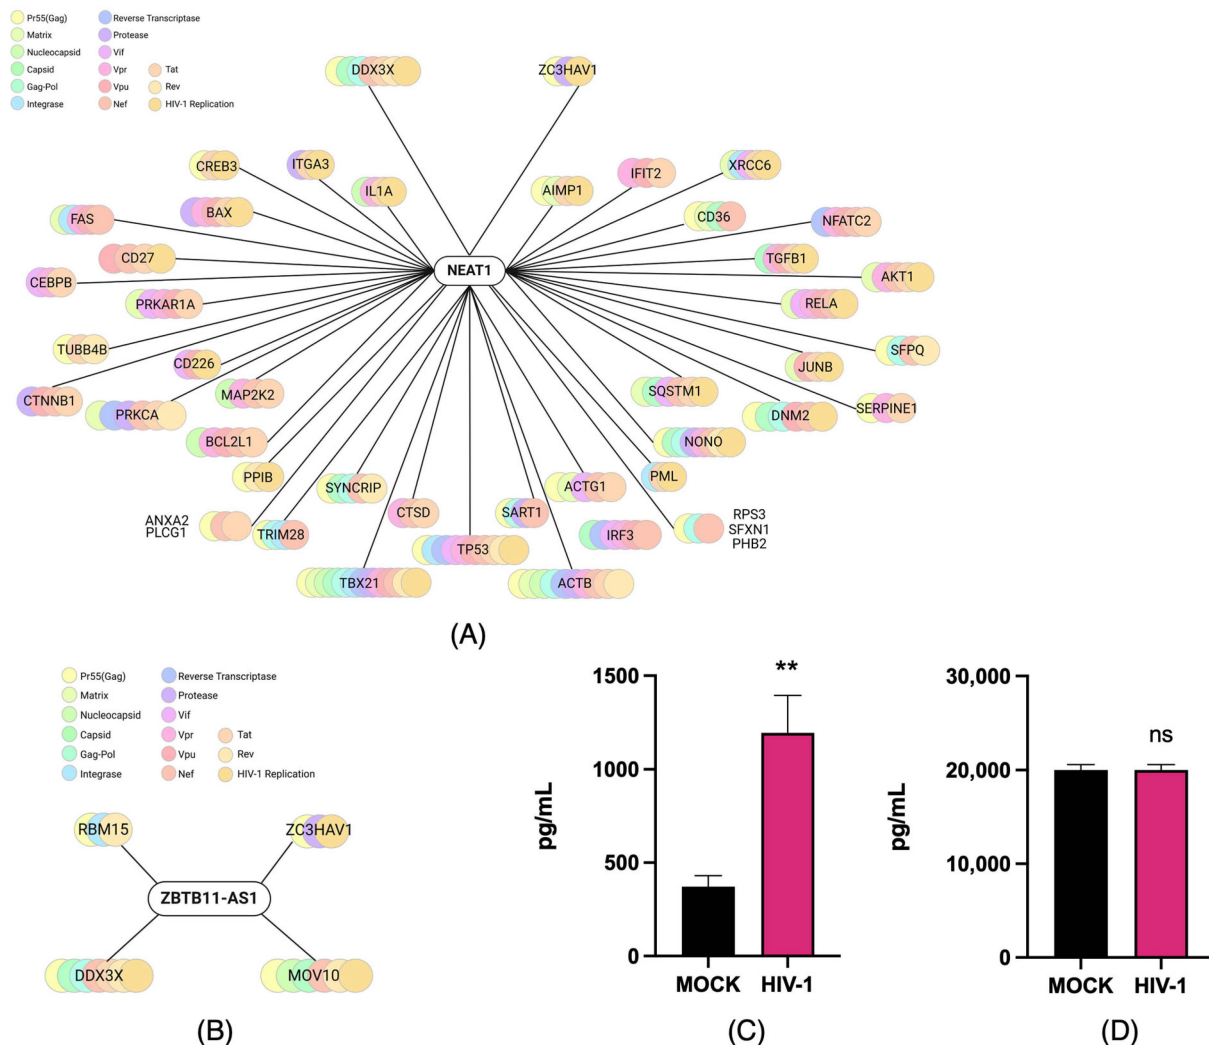 Pr55(Gag)
Matrix
Nucleocapsid
Capsid
Gag-Pol
Integrase
Reverse Transcriptase
Protease
Vif
Vpr
Vpu
Nef
Tat
Rev
HIV-1 Replication
DDX3X
ZC3HAV1
CREB3
ITGA3
IL1A
AIMP1
IFIT2
XRCC6
FAS
BAX
CD36
NFATC2
CD27
TGFB1
CEBPB
NEAT1
AKT1
PRKAR1A
RELA
TUBB4B
SFPQ
CD226
JUNB
CTNNB1
MAP2K2
SQSTM1
PRKCA
DNM2
SERPINE1
BCL2L1
NONO
PPIB
PML
SYNCRIP
ACTG1
ANXA2
PLCG1
CTSD
SART1
RPS3
SFXN1
PHB2
TRIM28
IRF3
TP53
TBX21
ACTB
(A)
Pr55(Gag)
Matrix
Nucleocapsid
Capsid
Gag-Pol
Integrase
Reverse Transcriptase
Protease
Vif
Vpr
Vpu
Nef
Tat
Rev
HIV-1 Replication
RBM15
ZC3HAV1
ZBTB11-AS1
DDX3X
MOV10
(B)
1500
1000
500
0
pg/mL
**
MOCK
HIV-1
(C)
30,000
20,000
10,000
0
pg/mL
ns
MOCK
HIV-1
(D)